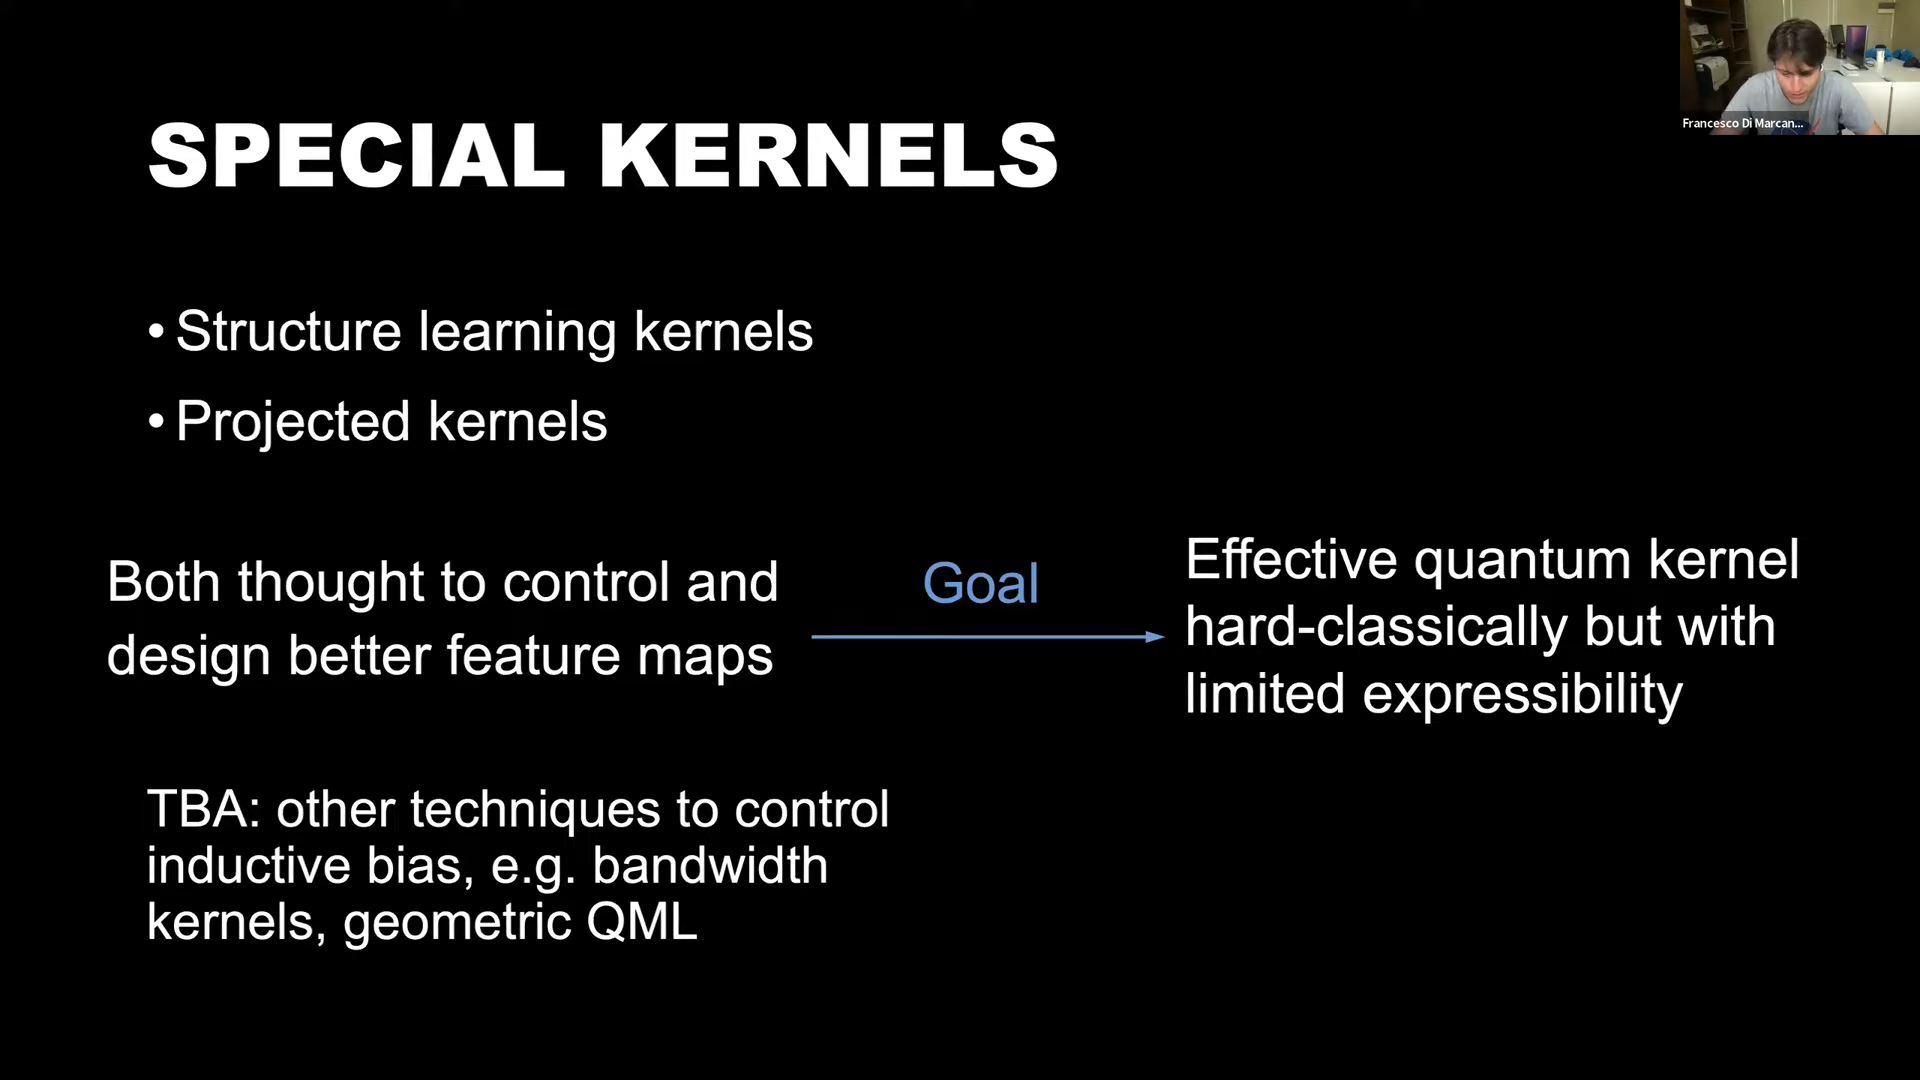 SPECIAL KERNELS
Francesco Di Marcan...
• Structure learning kernels
• Projected kernels
Both thought to control and
design better feature maps
Goal
Effective quantum kernel
hard-classically but with
limited expressibility
TBA: other techniques to control
inductive bias, e.g. bandwidth
kernels, geometric QML